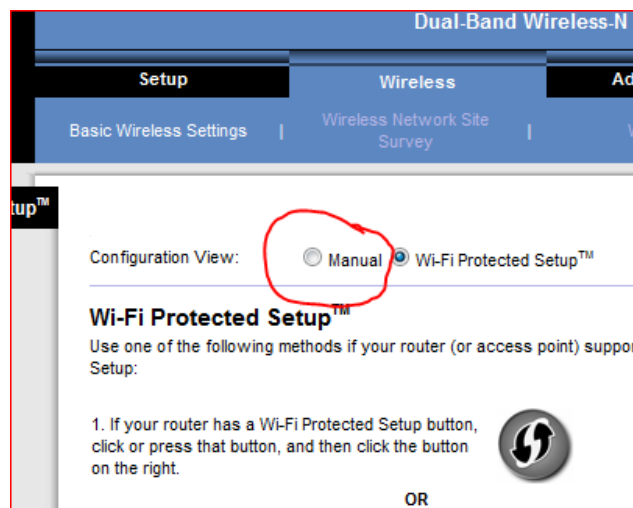 Dual-Band Wireless-N
Setup
Wireless
Basic Wireless Settings |
Wireless Network Site
Survey |
tup™
Configuration View: Manual Wi-Fi Protected Setup™
Wi-Fi Protected Setup™
Use one of the following methods if your router (or access point)
Setup:
1. If your router has a Wi-Fi Protected Setup button,
click or press that button, and then click the button
on the right.
OR